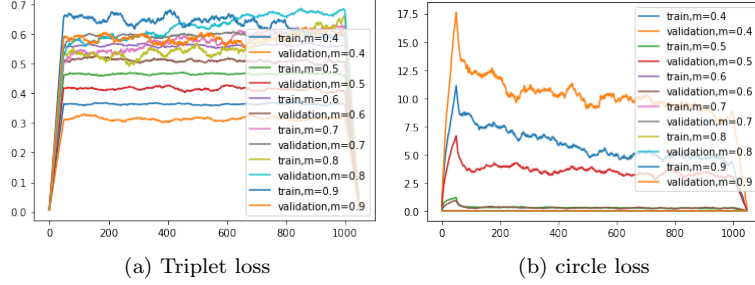 0.7
0.6
0.5
0.4
0.3
0.2
0.1
0.0
0 200 400 600 800 1000
train,m=0.4
validation,m=0.4
train,m=0.5
validation,m=0.5
train,m=0.6
validation,m=0.6
train,m=0.7
validation,m=0.7
train,m=0.8
validation,m=0.8
train,m=0.9
validation,m=0.9
(a) Triplet loss
17.5
15.0
12.5
10.0
7.5
5.0
2.5
0.0
0 200 400 600 800 1000
train,m=0.4
validation,m=0.4
train,m=0.5
validation,m=0.5
train,m=0.6
validation,m=0.6
train,m=0.7
validation,m=0.7
train,m=0.8
validation,m=0.8
train,m=0.9
validation,m=0.9
(b) circle loss